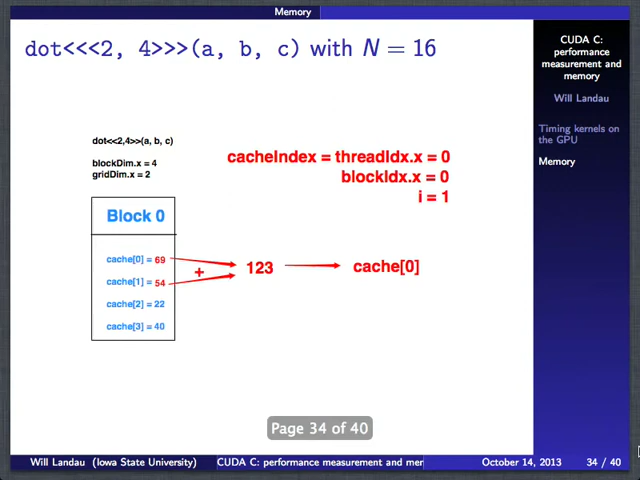 Memory
dot<<<2, 4>>>(a, b, c) with N = 16
CUDA C:
performance
measurement and
memory
Will Landau
Timing kernels on
the GPU
Memory
dot<<2,4>>(a, b, c)
blockDim.x = 4
gridDim.x = 2
cacheIndex = threadIdx.x = 0
blockIdx.x = 0
i = 1
Block 0
cache[0] = 69
cache[1] = 54
cache[2] = 22
cache[3] = 40
+
123
cache[0]
Page 34 of 40
Will Landau (Iowa State University)
CUDA C: performance measurement and mer
October 14, 2013
34 / 40